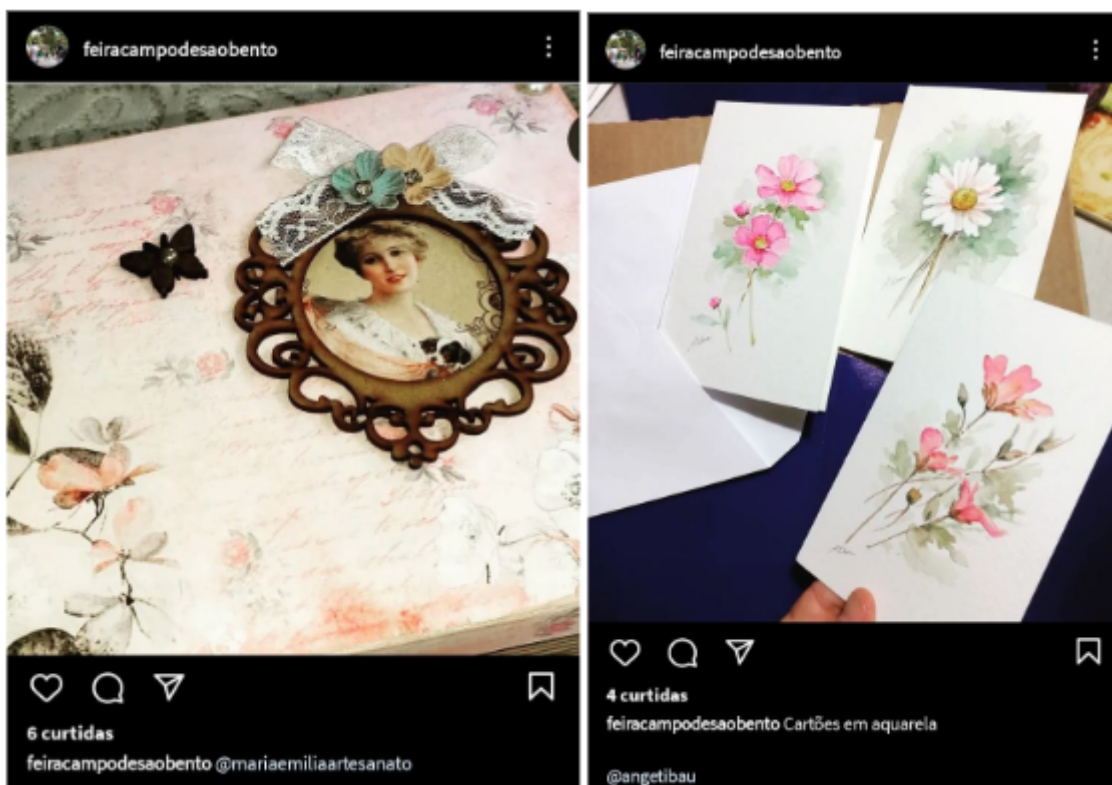 feiracampodesaobento
6 curtidas
feiracampodesaobento @mariaemiliaartesanato
feiracampodesaobento
4 curtidas
feiracampodesaobento Cartões em aquarela
@angetibau